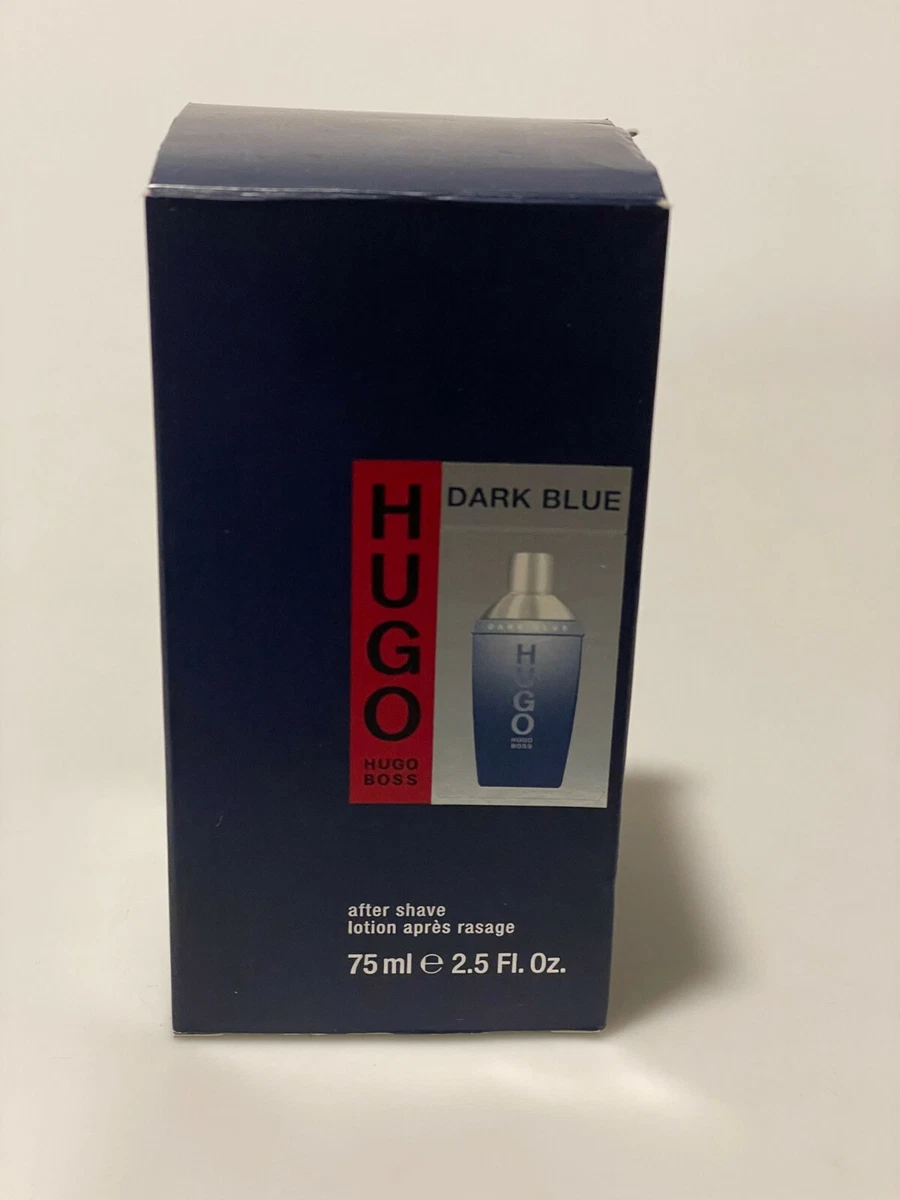 HUGO
HUGO
BOSS
DARK BLUE
DARK BLUE
HUGO
HUGO
BOSS
after shave
lotion après rasage
75 ml ℮ 2.5 Fl. Oz.